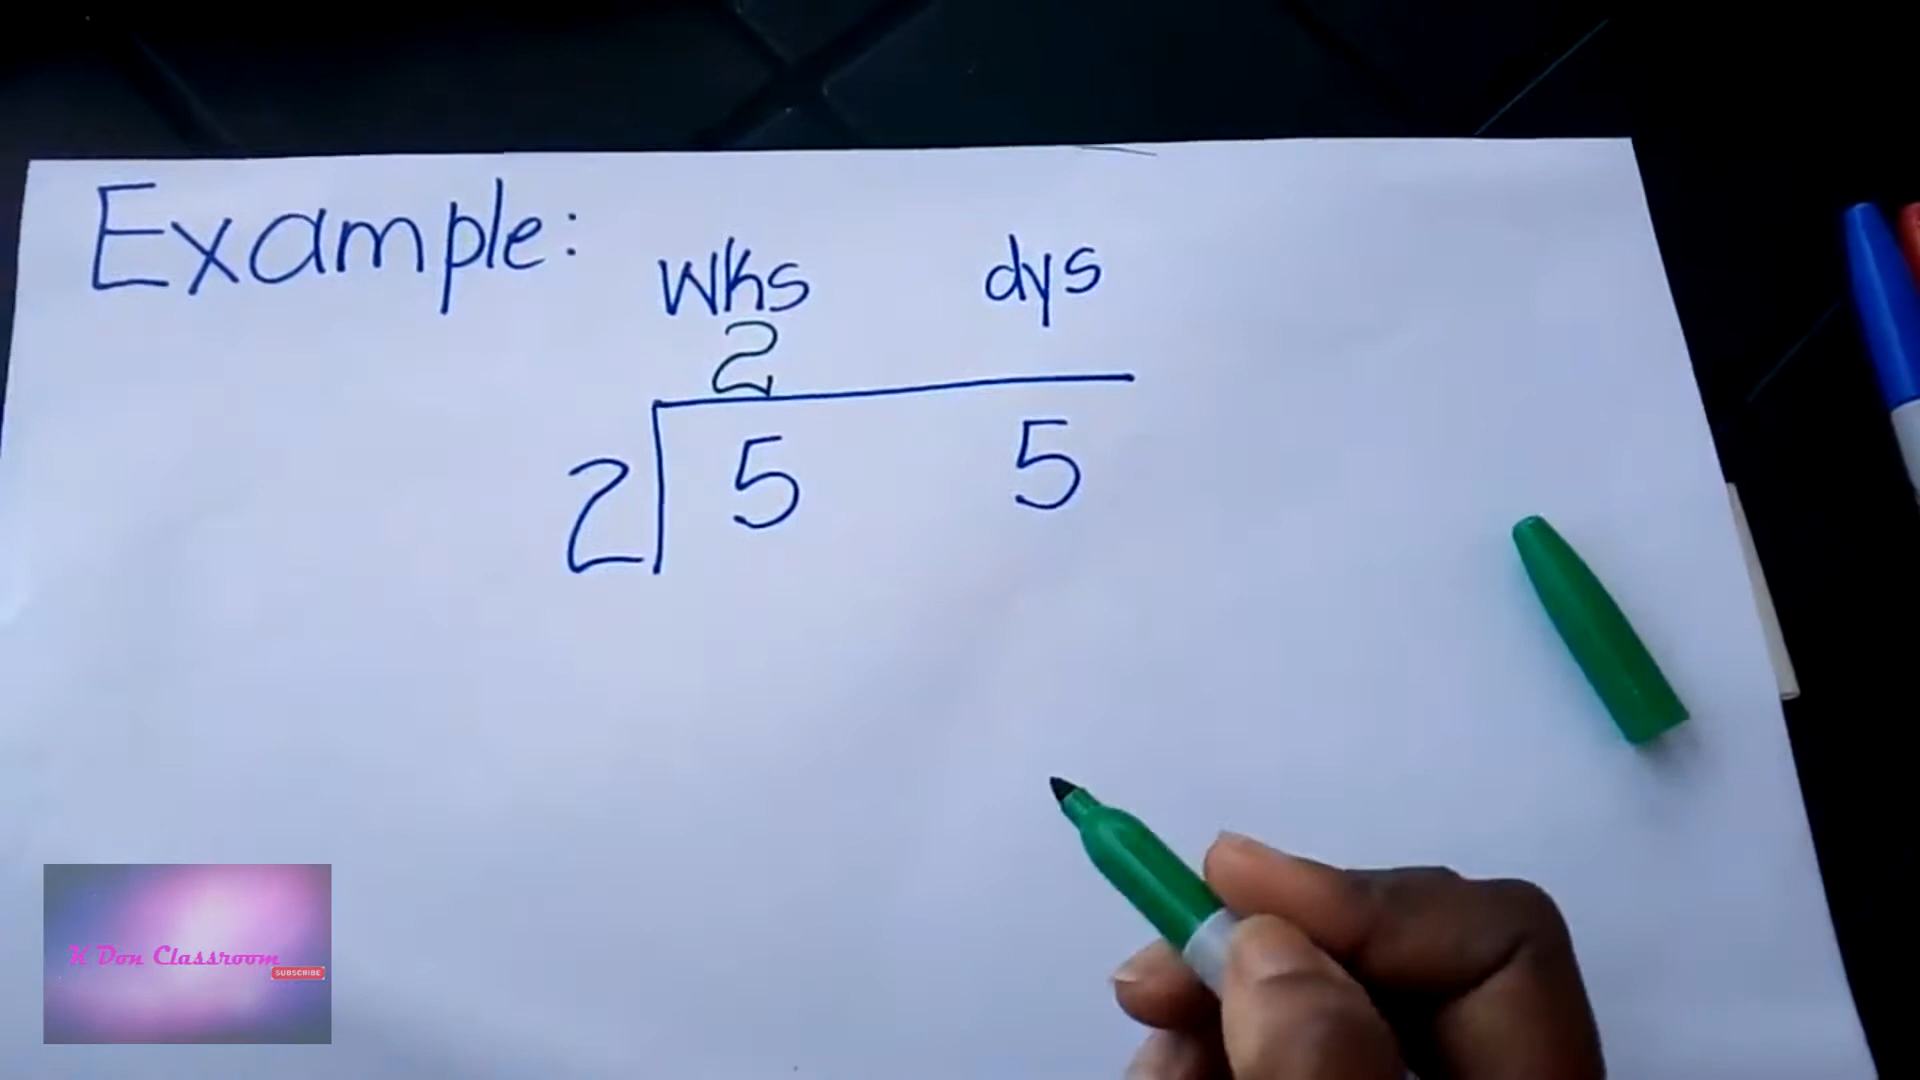 Example:
wks dys
2
2 5 5
K Don Classroom
SUBSCRIBE